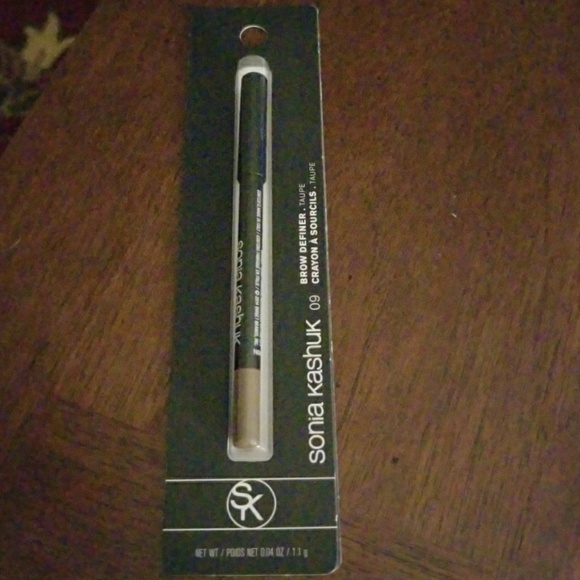 BROW DEFINER . TAUPE
CRAYON À SOURCILS . TAUPE
sonia kashuk 09
sonia kashuk
SK
NET WT / POIDS NET 0.04 OZ / 1.1 g